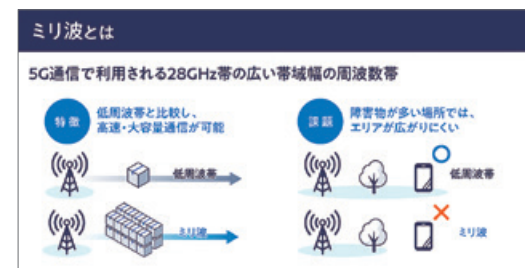 ミリ波とは
5G通信で利用される28GHz帯の広い帯域幅の周波数帯
特徴
低周波帯と比較し、
高速・大容量通信が可能
課題
障害物が多い場所では、
エリアが広がりにくい
低周波帯
低周波帯
ミリ波
ミリ波